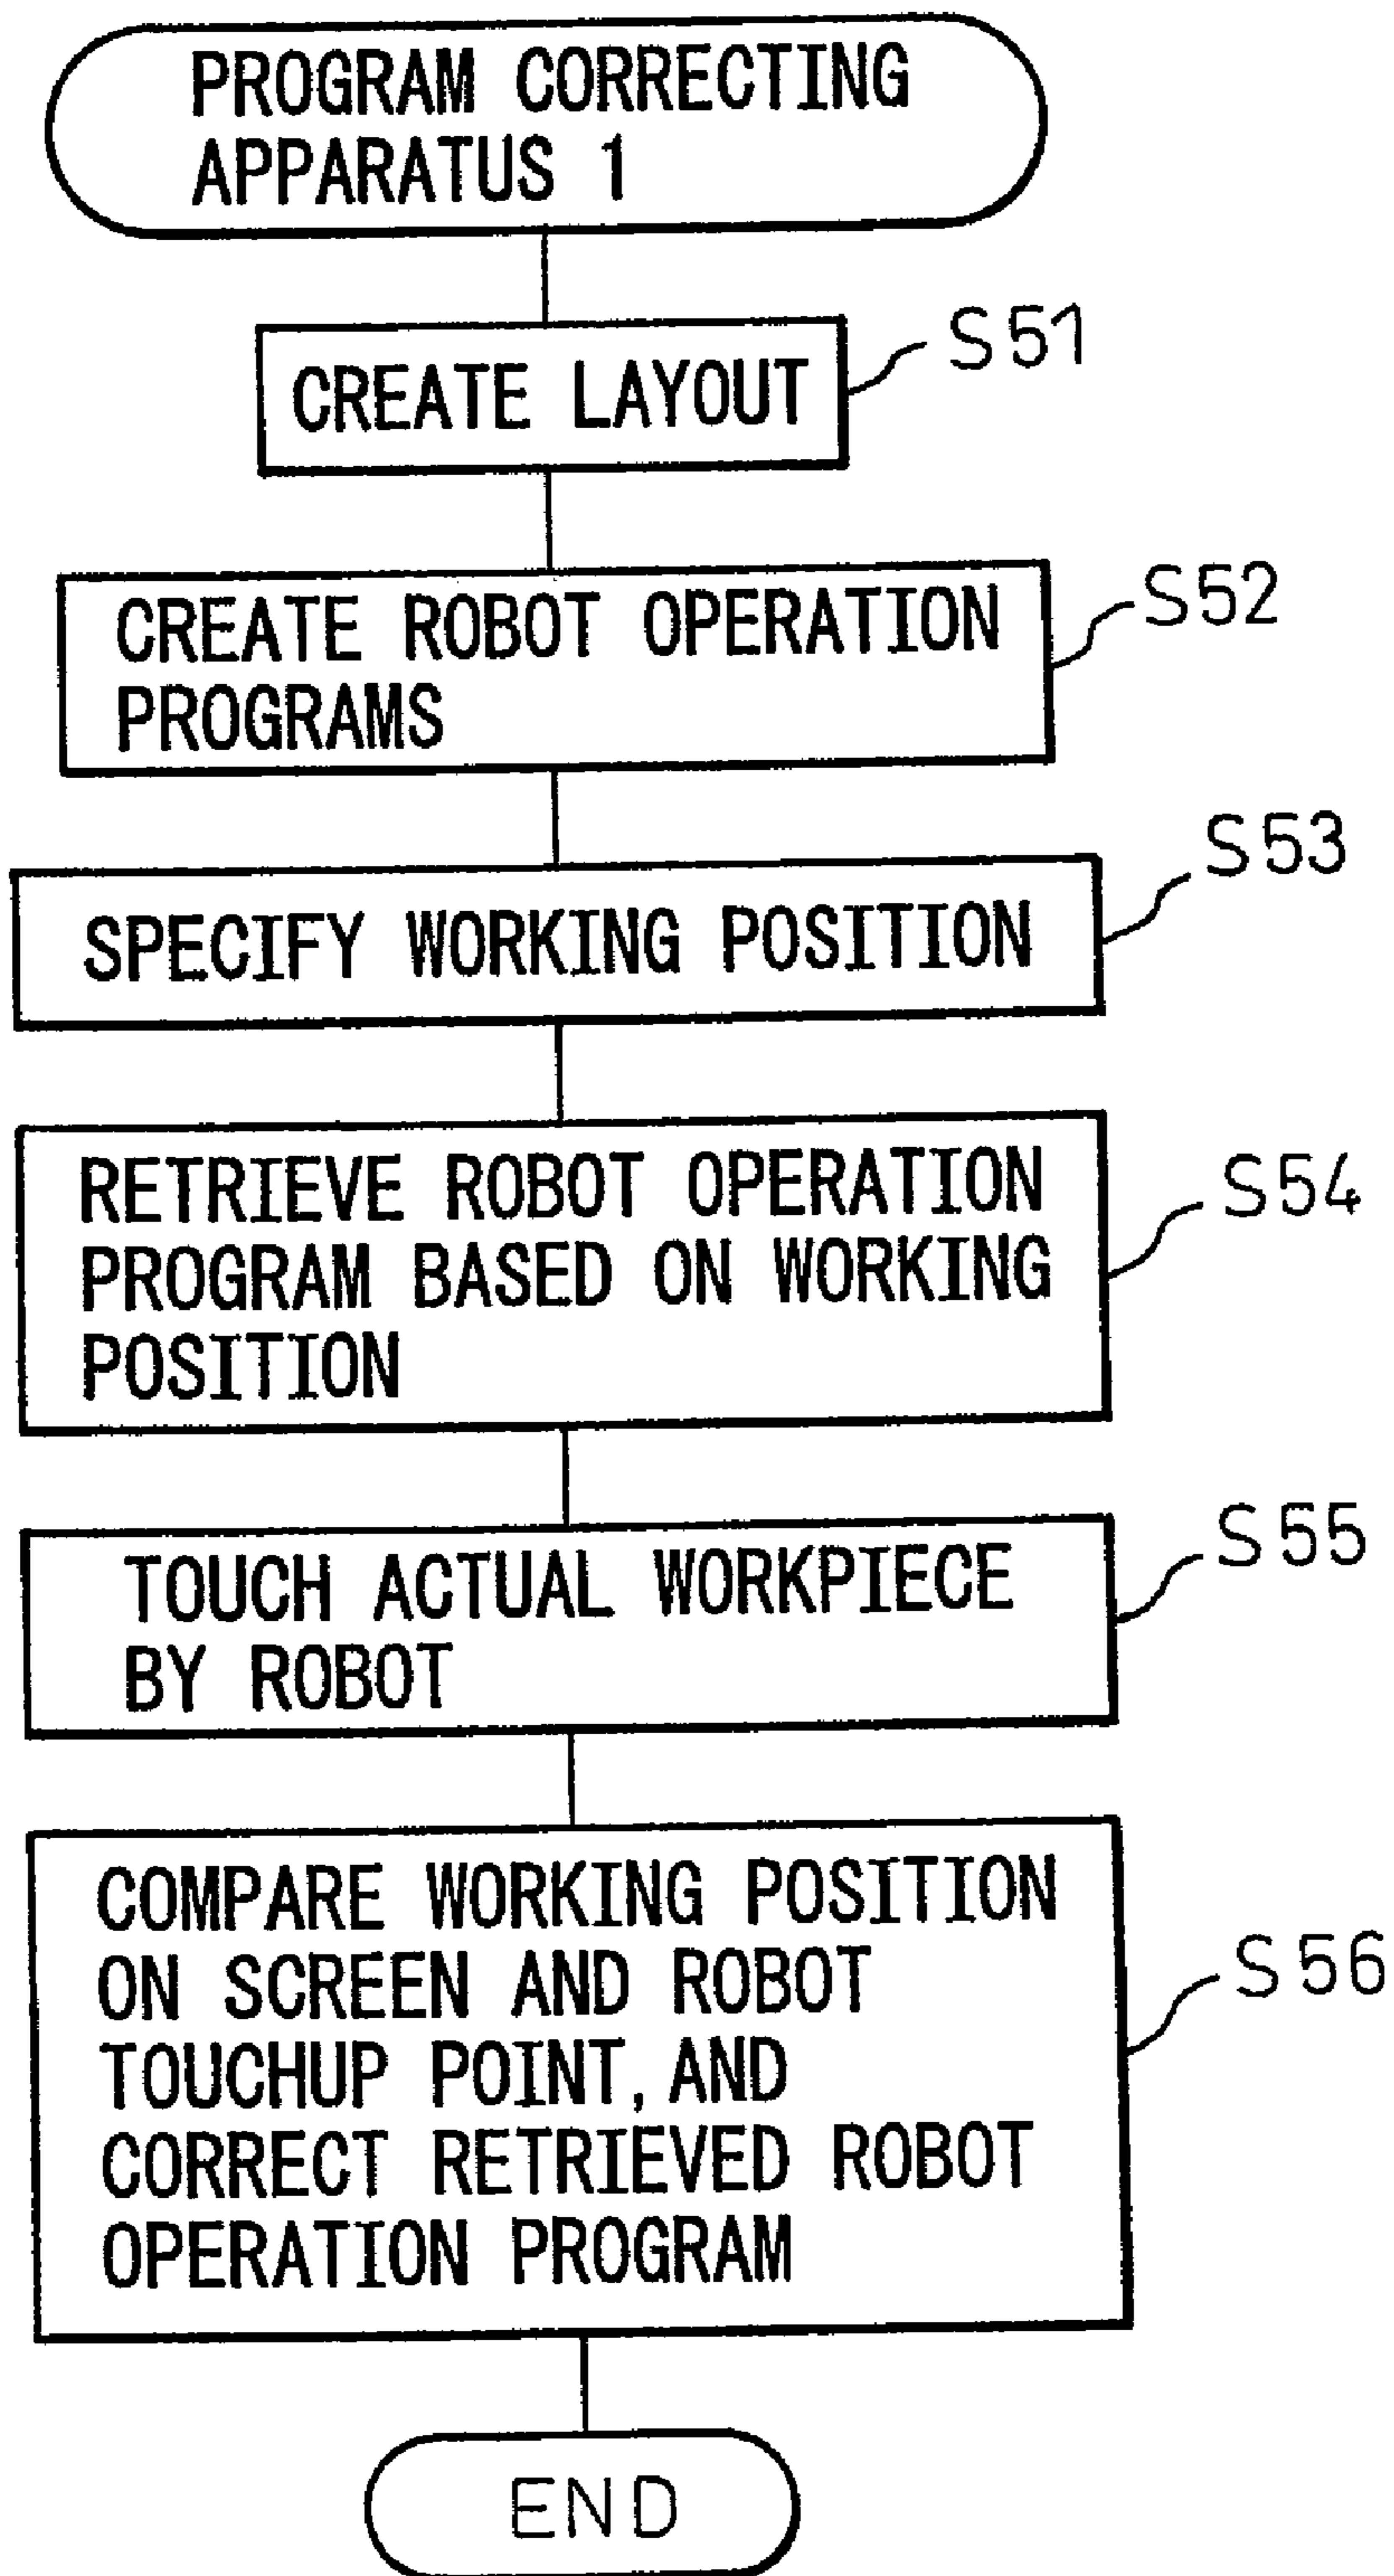 PROGRAM CORRECTING
APPARATUS 1
CREATE LAYOUT
S51
CREATE ROBOT OPERATION
PROGRAMS
S52
SPECIFY WORKING POSITION
S53
RETRIEVE ROBOT OPERATION
PROGRAM BASED ON WORKING
POSITION
S54
TOUCH ACTUAL WORKPIECE
BY ROBOT
S55
COMPARE WORKING POSITION
ON SCREEN AND ROBOT
TOUCHUP POINT, AND
CORRECT RETRIEVED ROBOT
OPERATION PROGRAM
S56
END